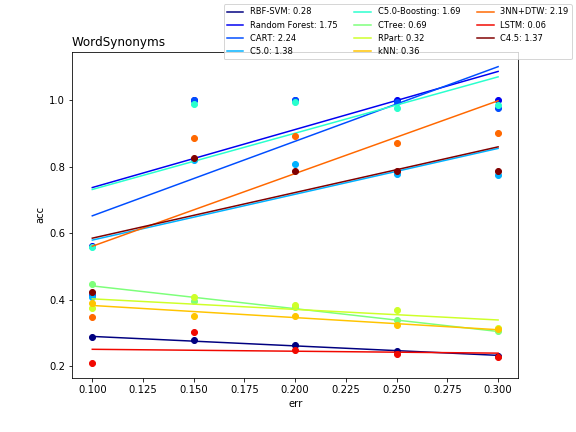 RBF-SVM: 0.28 C5.0-Boosting: 1.69 3NN+DTW: 2.19
Random Forest: 1.75 CTree: 0.69 LSTM: 0.06
CART: 2.24 RPart: 0.32 C4.5: 1.37
C5.0: 1.38 kNN: 0.36
WordSynonyms
1.0
0.8
acc
0.6
0.4
0.2
0.100 0.125 0.150 0.175 0.200 0.225 0.250 0.275 0.300
err